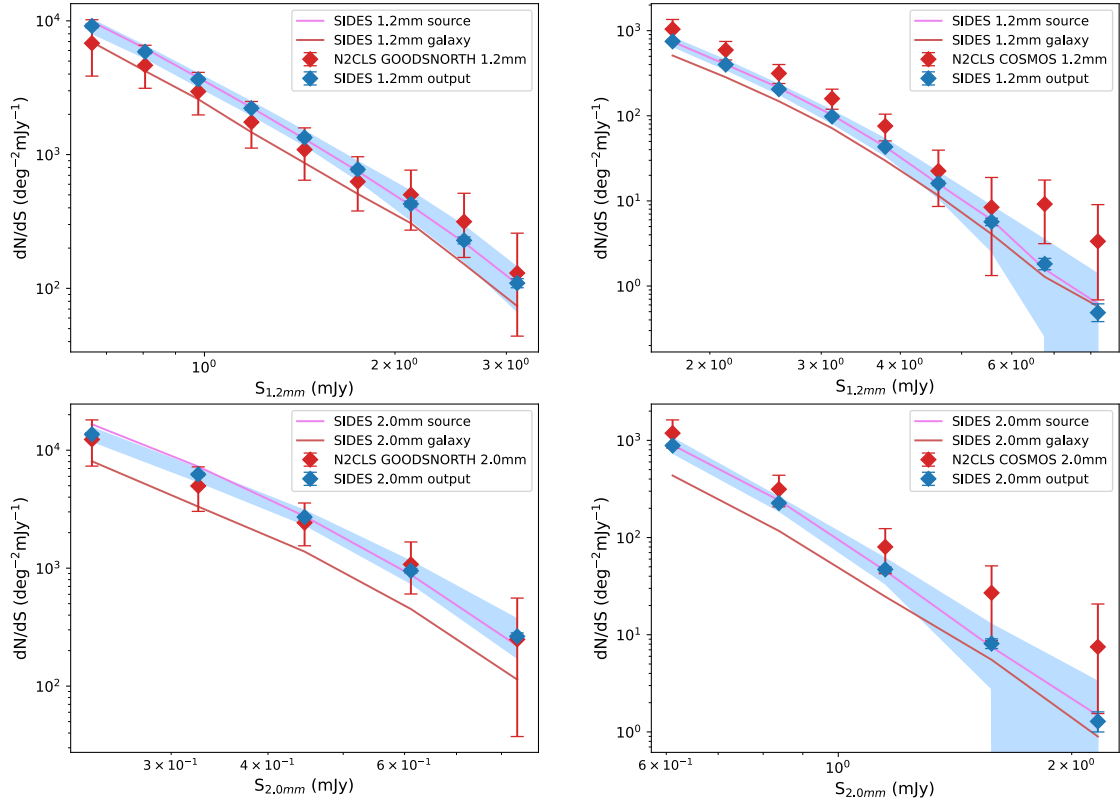 SIDES 1.2mm source
SIDES 1.2mm galaxy
N2CLS GOODSNORTH 1.2mm
SIDES 1.2mm output
10⁴
10³
10²
dN/dS (deg⁻²mJy⁻¹)
10⁰
2 × 10⁰
3 × 10⁰
S1.2mm (mJy)
SIDES 1.2mm source
SIDES 1.2mm galaxy
N2CLS COSMOS 1.2mm
SIDES 1.2mm output
10³
10²
10¹
10⁰
dN/dS (deg⁻²mJy⁻¹)
2 × 10⁰
3 × 10⁰
4 × 10⁰
6 × 10⁰
S1.2mm (mJy)
SIDES 2.0mm source
SIDES 2.0mm galaxy
N2CLS GOODSNORTH 2.0mm
SIDES 2.0mm output
10⁴
10³
10²
dN/dS (deg⁻²mJy⁻¹)
3 × 10⁻¹
4 × 10⁻¹
6 × 10⁻¹
S2.0mm (mJy)
SIDES 2.0mm source
SIDES 2.0mm galaxy
N2CLS COSMOS 2.0mm
SIDES 2.0mm output
10³
10²
10¹
10⁰
dN/dS (deg⁻²mJy⁻¹)
6 × 10⁻¹
10⁰
2 × 10⁰
S2.0mm (mJy)